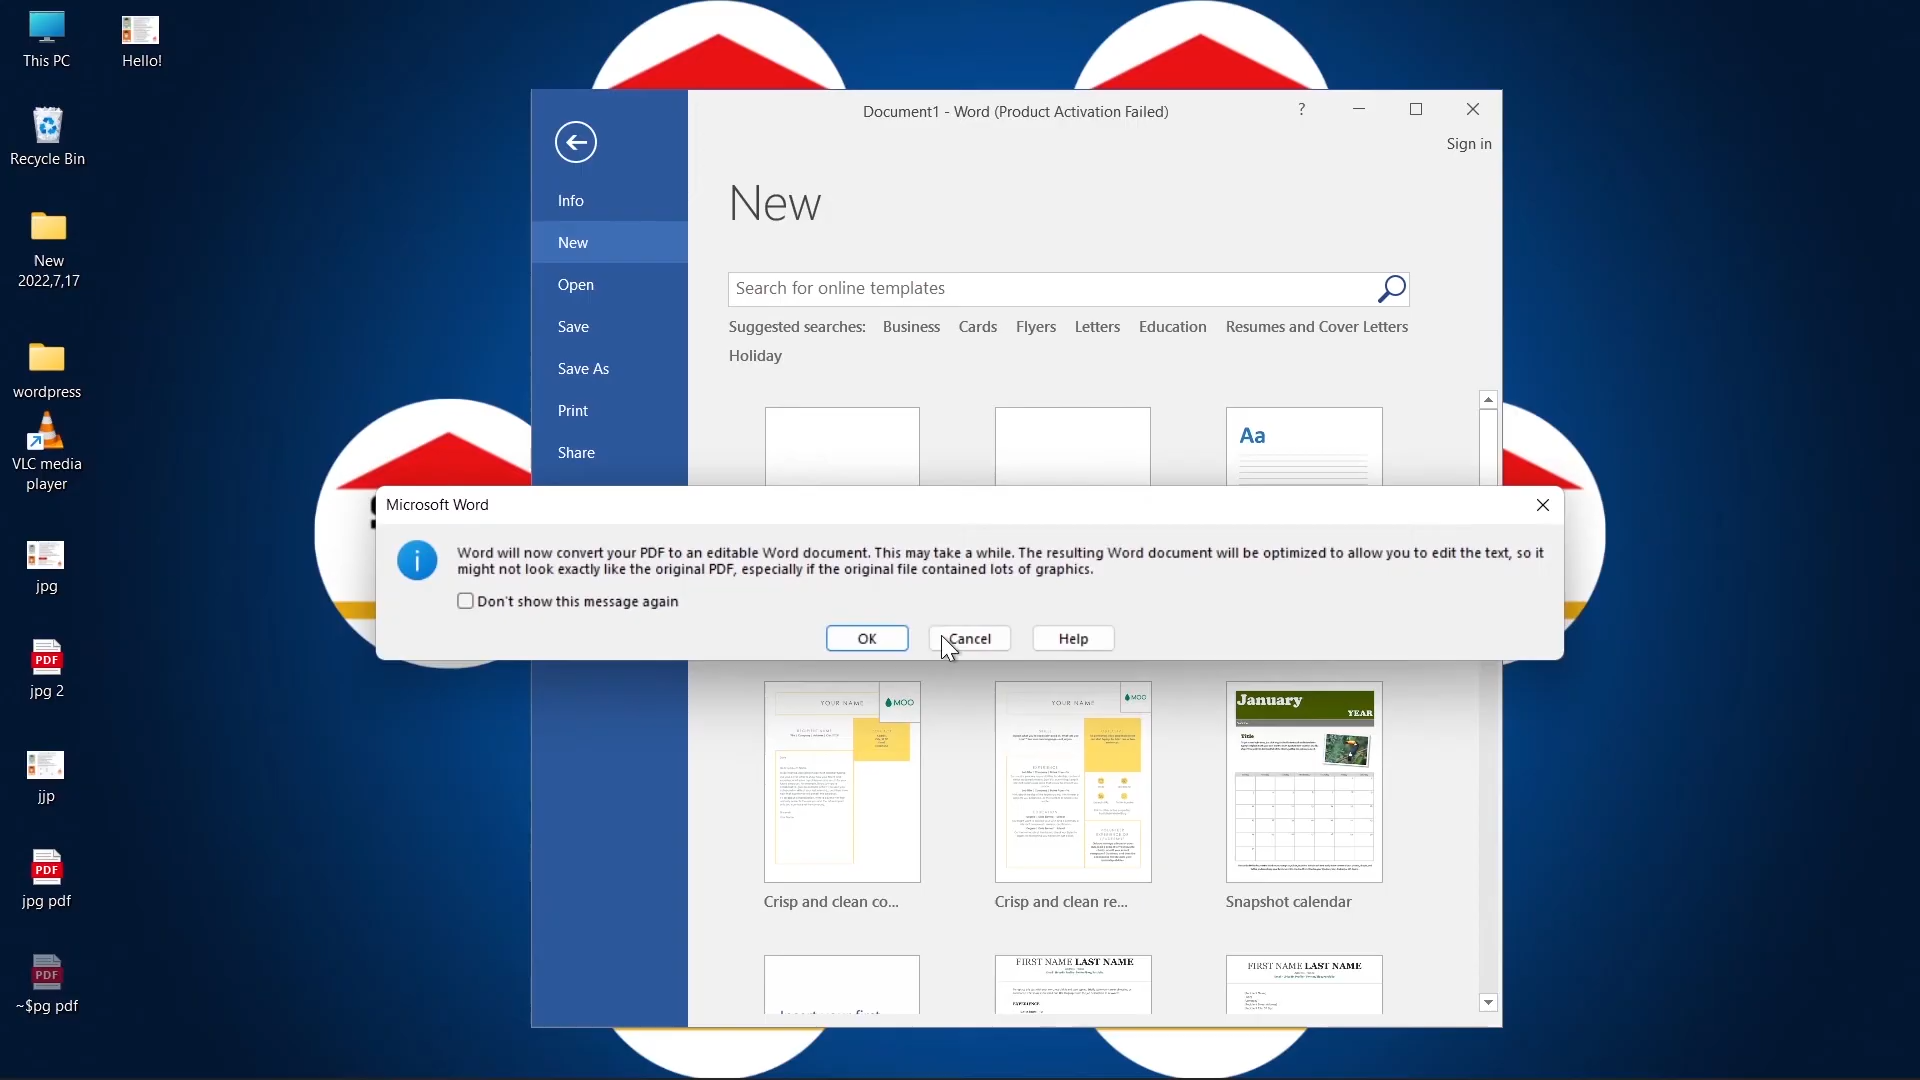 This PC
Hello!
Recycle Bin
New
2022,7,17
wordpress
VLC media
player
jpg
PDF
jpg 2
jjp
PDF
jpg pdf
PDF
~$pg pdf
Document1 - Word (Product Activation Failed)
?
Sign in
Info
New
Open
Save
Save As
Print
Share
New
Search for online templates
Suggested searches: Business Cards Flyers Letters Education Resumes and Cover Letters
Holiday
Aa
Microsoft Word
Word will now convert your PDF to an editable Word document. This may take a while. The resulting Word document will be optimized to allow you to edit the text, so it
might not look exactly like the original PDF, especially if the original file contained lots of graphics.
Don't show this message again
OK
Cancel
Help
YOUR NAME
MOO
YOUR NAME
MOO
January
YEAR
Title
Crisp and clean co...
Crisp and clean re...
Snapshot calendar
FIRST NAME LAST NAME
EXPERIENCE
FIRST NAME LAST NAME